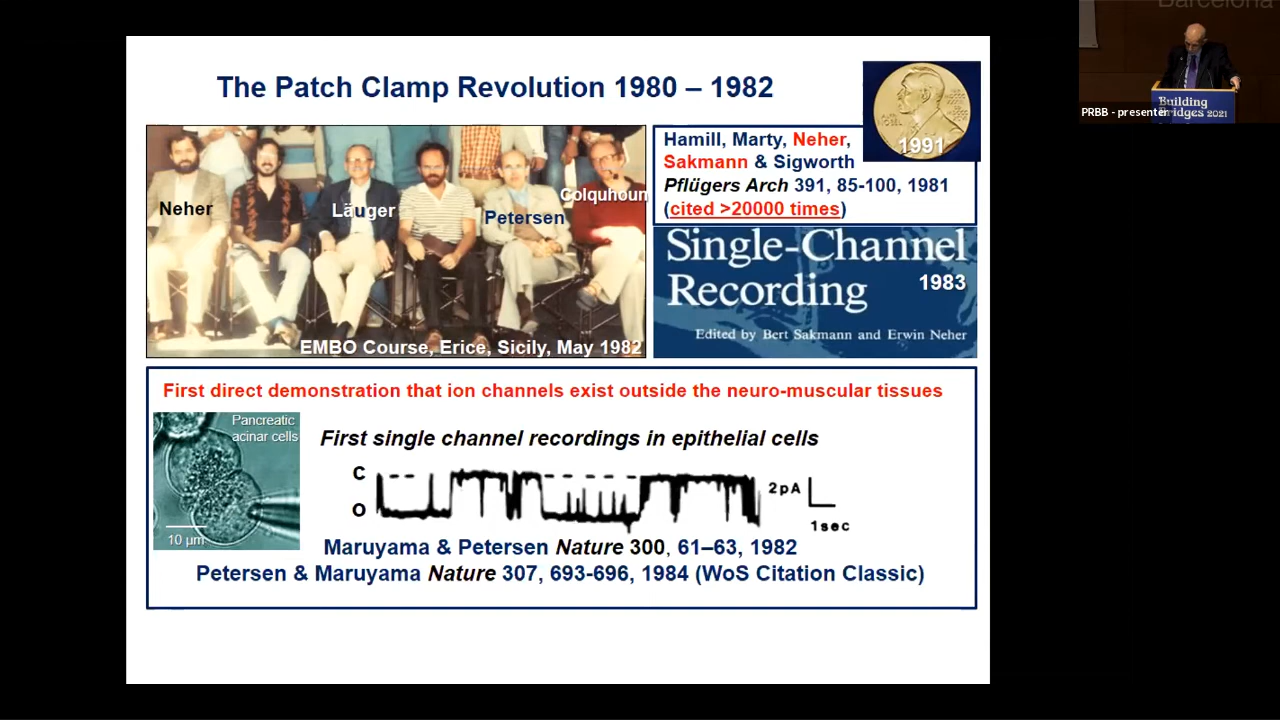 Barcelona
The Patch Clamp Revolution 1980 – 1982
1991
Hamill, Marty, Neher,
Sakmann & Sigworth
Pflügers Arch 391, 85-100, 1981
(cited >20000 times)
Neher
Läuger
Petersen
Colquhoun
EMBO Course, Erice, Sicily, May 1982
Single-Channel
Recording
1983
Edited by Bert Sakmann and Erwin Neher
First direct demonstration that ion channels exist outside the neuro-muscular tissues
Pancreatic
acinar cells
10 µm
First single channel recordings in epithelial cells
C
O
2pA
1sec
Maruyama & Petersen Nature 300, 61–63, 1982
Petersen & Maruyama Nature 307, 693-696, 1984 (WoS Citation Classic)
PRBB - presenter
Building
Bridges 2021